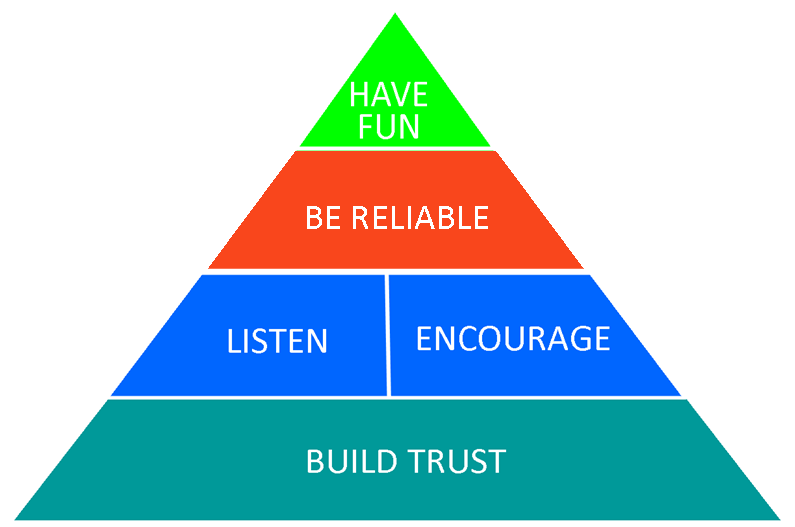 HAVE
FUN
BE RELIABLE
LISTEN
ENCOURAGE
BUILD TRUST